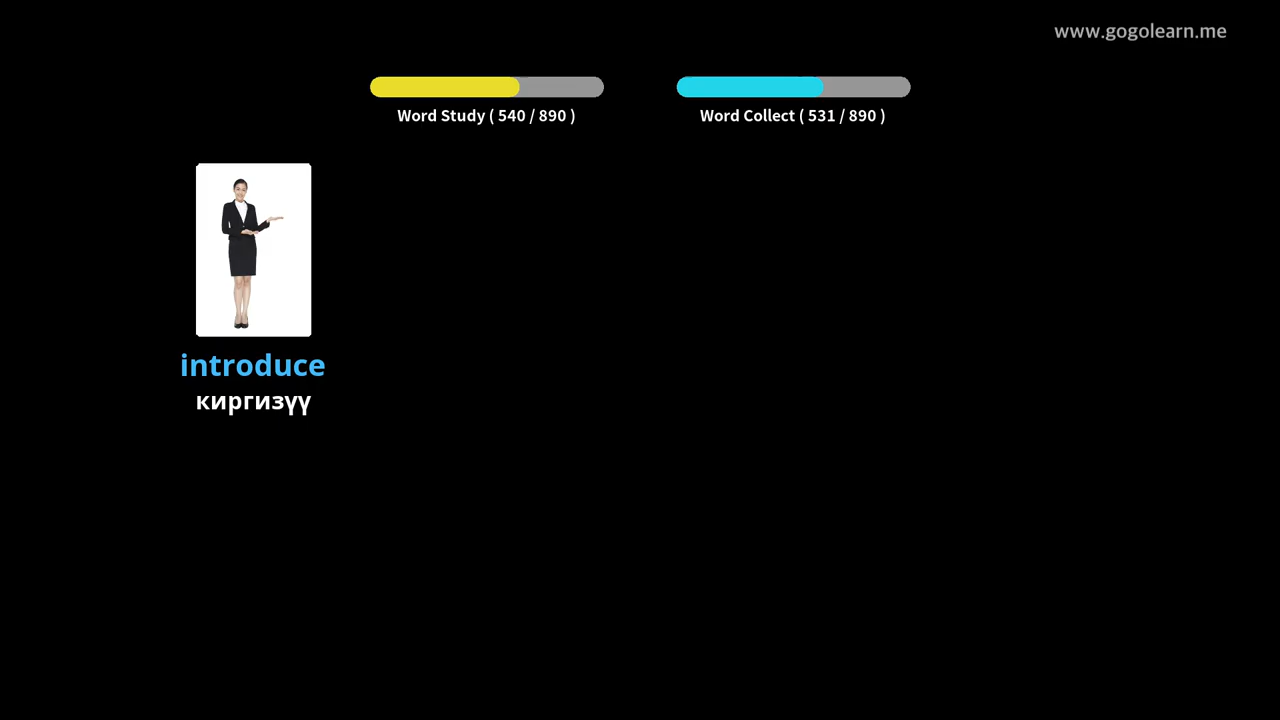 www.gogolearn.me
Word Study ( 540 / 890 )
Word Collect ( 531 / 890 )
introduce
киргизүү